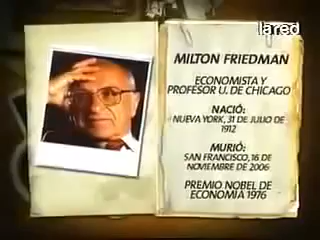 la red
MILTON FRIEDMAN
ECONOMISTA Y
PROFESOR U. DE CHICAGO
NACIÓ:
NUEVA YORK, 31 DE JULIO DE
1912
MURIÓ:
SAN FRANCISCO, 16 DE
NOVIEMBRE DE
2006
PREMIO NOBEL DE
ECONOMIA 1976